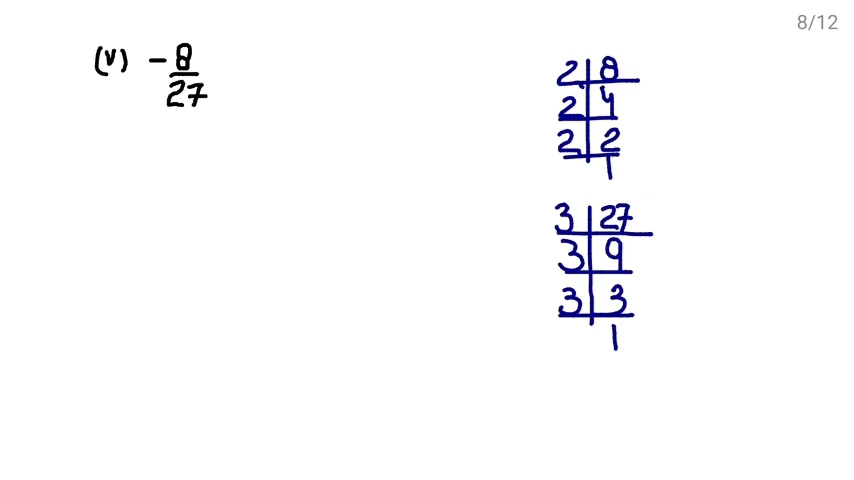 8/12
(v) -8/27
2 | 8
2 | 4
2 | 2
1
3 | 27
3 | 9
3 | 3
1